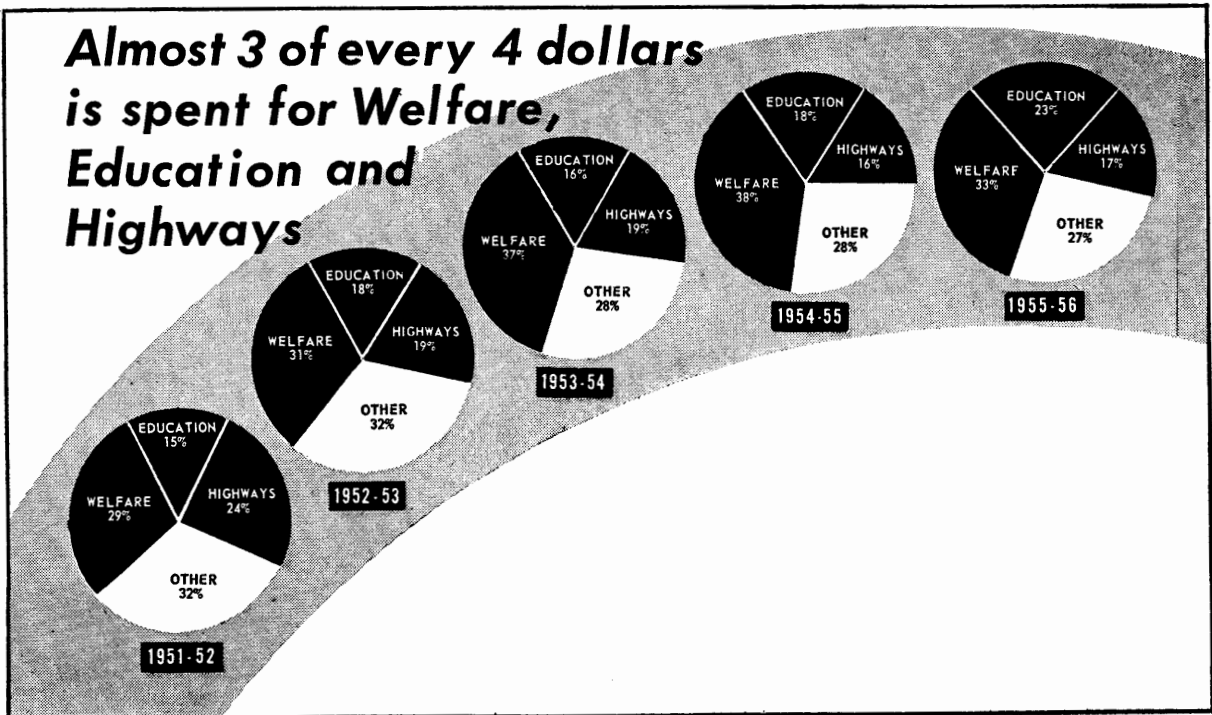 Almost 3 of every 4 dollars
is spent for Welfare,
Education and
Highways
EDUCATION
15%
WELFARE
29%
HIGHWAYS
24%
OTHER
32%
1951-52
EDUCATION
18%
WELFARE
31%
HIGHWAYS
19%
OTHER
32%
1952-53
EDUCATION
16%
WELFARE
37%
HIGHWAYS
19%
OTHER
28%
1953-54
EDUCATION
18%
WELFARE
38%
HIGHWAYS
16%
OTHER
28%
1954-55
EDUCATION
23%
WELFARE
33%
HIGHWAYS
17%
OTHER
27%
1955-56